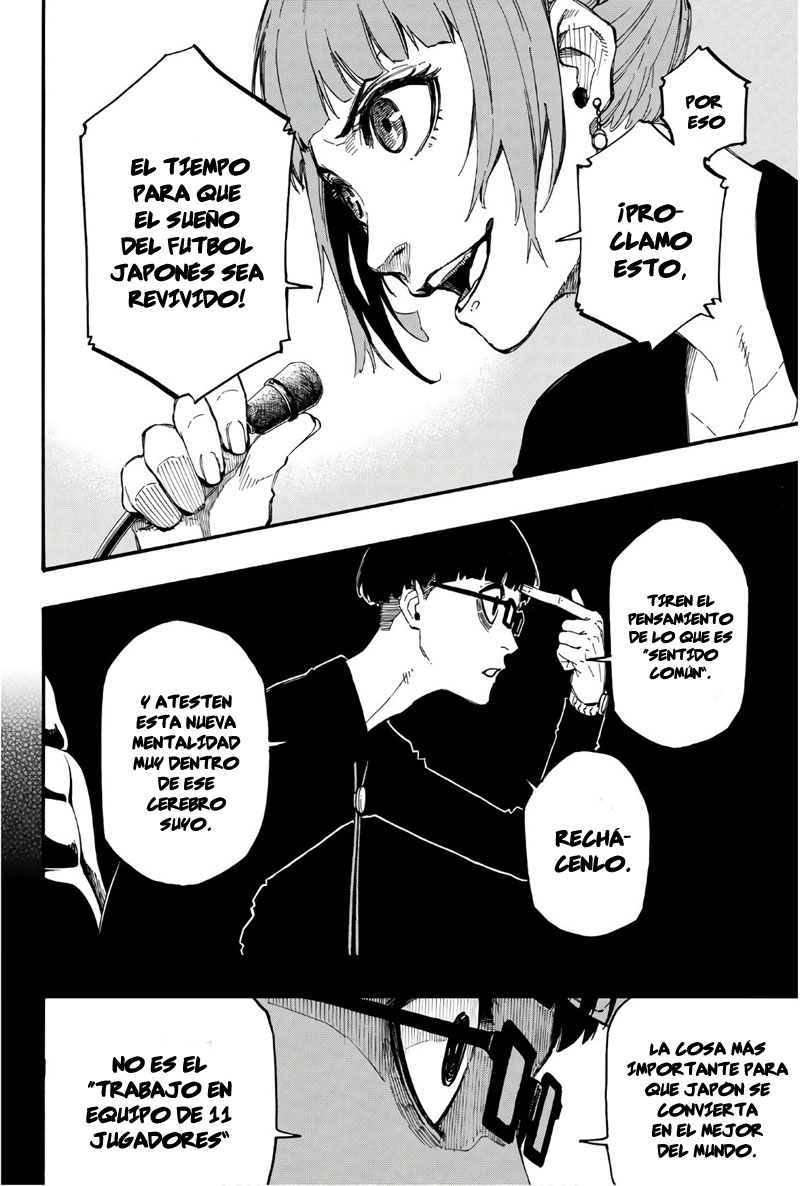 POR
ESO
¡PRO-
CLAMO
ESTO,
EL TIEMPO
PARA QUE
EL SUEÑO
DEL FUTBOL
JAPONÉS SEA
REVIVIDO!
TIREN EL
PENSAMIENTO
DE LO QUE ES
"SENTIDO
COMÚN".
RECHÁ-
CENLO.
Y ATESTEN
ESTA NUEVA
MENTALIDAD
MUY DENTRO
DE ESE
CEREBRO
SUYO.
LA COSA MÁS
IMPORTANTE PARA
QUE JAPÓN SE
CONVIERTA
EN EL MEJOR
DEL MUNDO.
NO ES EL
"TRABAJO EN
EQUIPO DE 11
JUGADORES"